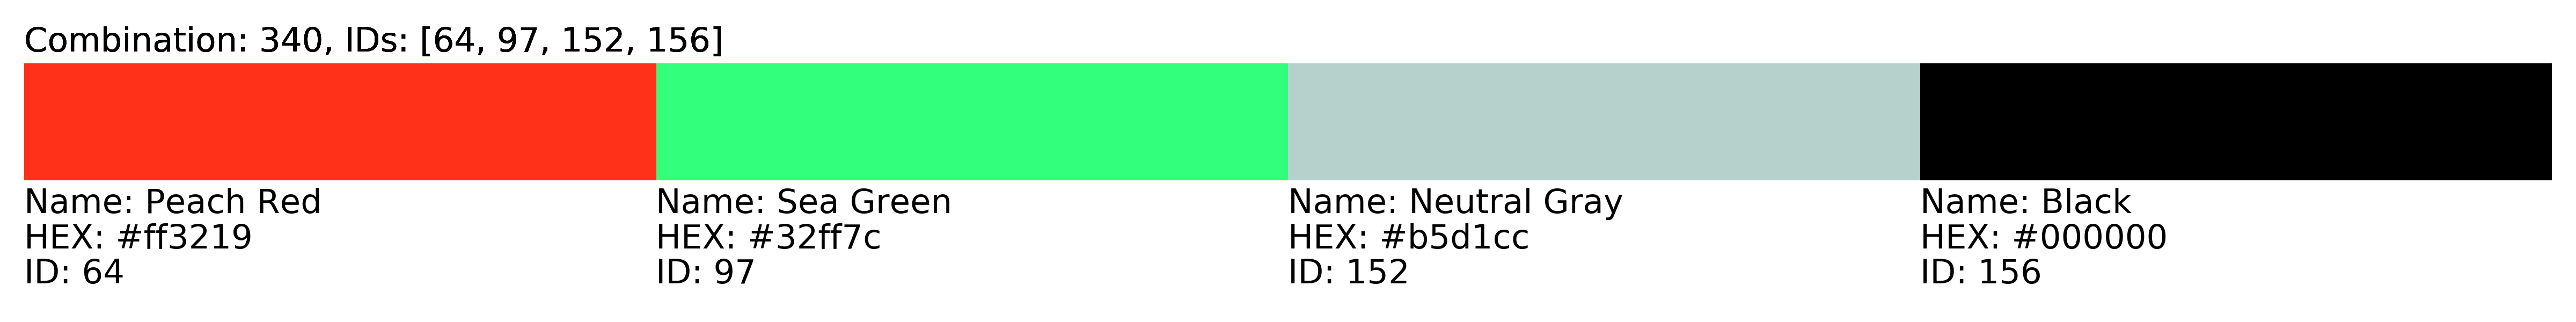 Combination: 340, IDs: [64, 97, 152, 156]
Name: Peach Red
HEX: #ff3219
ID: 64
Name: Sea Green
HEX: #32ff7c
ID: 97
Name: Neutral Gray
HEX: #b5d1cc
ID: 152
Name: Black
HEX: #000000
ID: 156